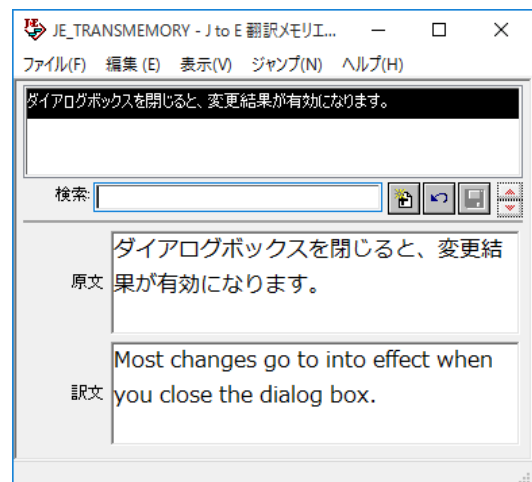 JE_TRANSMEMORY - J to E 翻訳メモリエ...
ファイル(F) 編集(E) 表示(V) ジャンプ(N) ヘルプ(H)
ダイアログボックスを閉じると、変更結果が有効になります。
検索:
原文
ダイアログボックスを閉じると、変更結
果が有効になります。
訳文
Most changes go to into effect when
you close the dialog box.